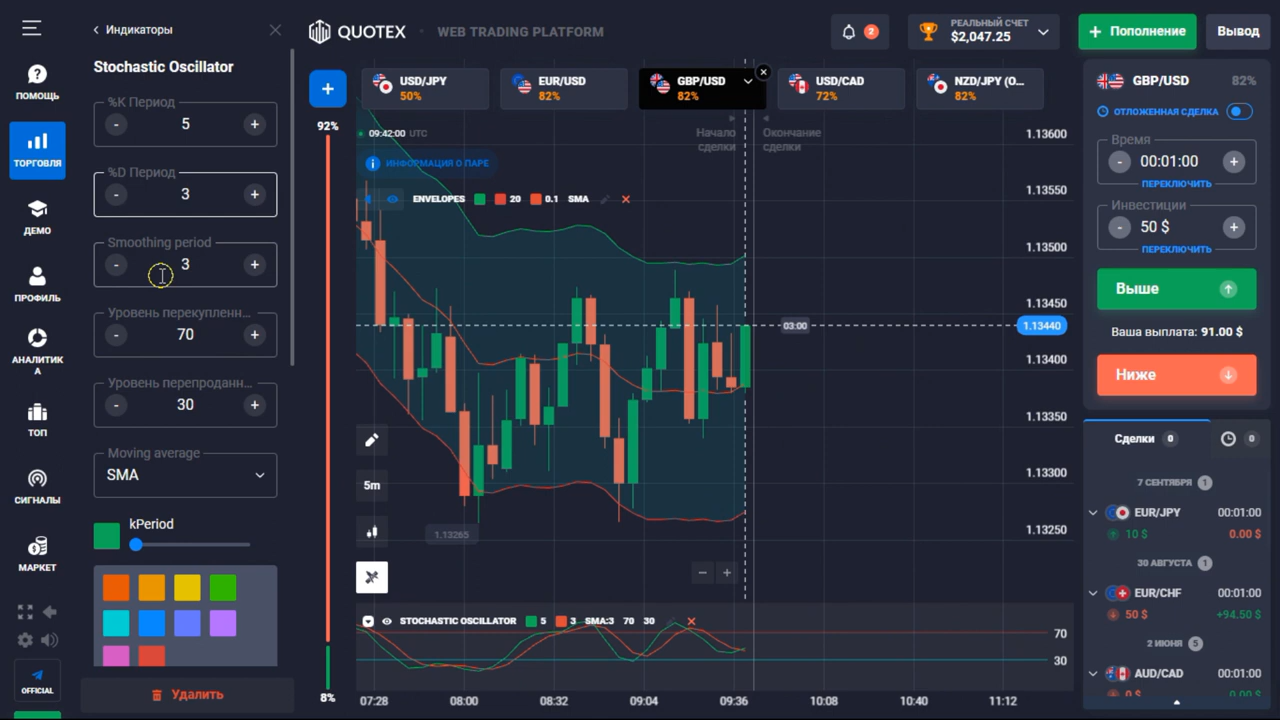 Индикаторы
QUOTEX
WEB TRADING PLATFORM
2
РЕАЛЬНЫЙ СЧЕТ
$2,047.25
+ Пополнение
Вывод
ПОМОЩЬ
ТОРГОВЛЯ
ДЕМО
ПРОФИЛЬ
АНАЛИТИК
А
ТОП
СИГНАЛЫ
МАРКЕТ
OFFICIAL
Stochastic Oscillator
%K Период
- 5 +
%D Период
- 3 +
Smoothing period
- 3 +
Уровень перекупленн...
- 70 +
Уровень перепроданн...
- 30 +
Moving average
SMA
kPeriod
Удалить
+
USD/JPY
50%
EUR/USD
82%
GBP/USD
82%
USD/CAD
72%
NZD/JPY (O...
82%
92%
8%
09:42:00 UTC
ИНФОРМАЦИЯ О ПАРЕ
ENVELOPES 20 0.1 SMA
Начало
сделки
Окончание
сделки
1.13600
1.13550
1.13500
1.13450
1.13440
1.13400
1.13350
1.13300
1.13250
03:00
5m
1.13265
- +
STOCHASTIC OSCILLATOR 5 3 SMA:3 70 30
70
30
07:28 08:00 08:32 09:04 09:36 10:08 10:40 11:12
GBP/USD 82%
ОТЛОЖЕННАЯ СДЕЛКА
Время
- 00:01:00 +
ПЕРЕКЛЮЧИТЬ
Инвестиции
- 50 $ +
ПЕРЕКЛЮЧИТЬ
Выше
Ваша выплата: 91.00 $
Ниже
Сделки 0 0
7 СЕНТЯБРЯ 1
EUR/JPY 00:01:00
10 $ 0.00 $
30 АВГУСТА 1
EUR/CHF 00:01:00
50 $ +94.50 $
2 ИЮНЯ 5
AUD/CAD 00:01:00
0 $ 0.00 $